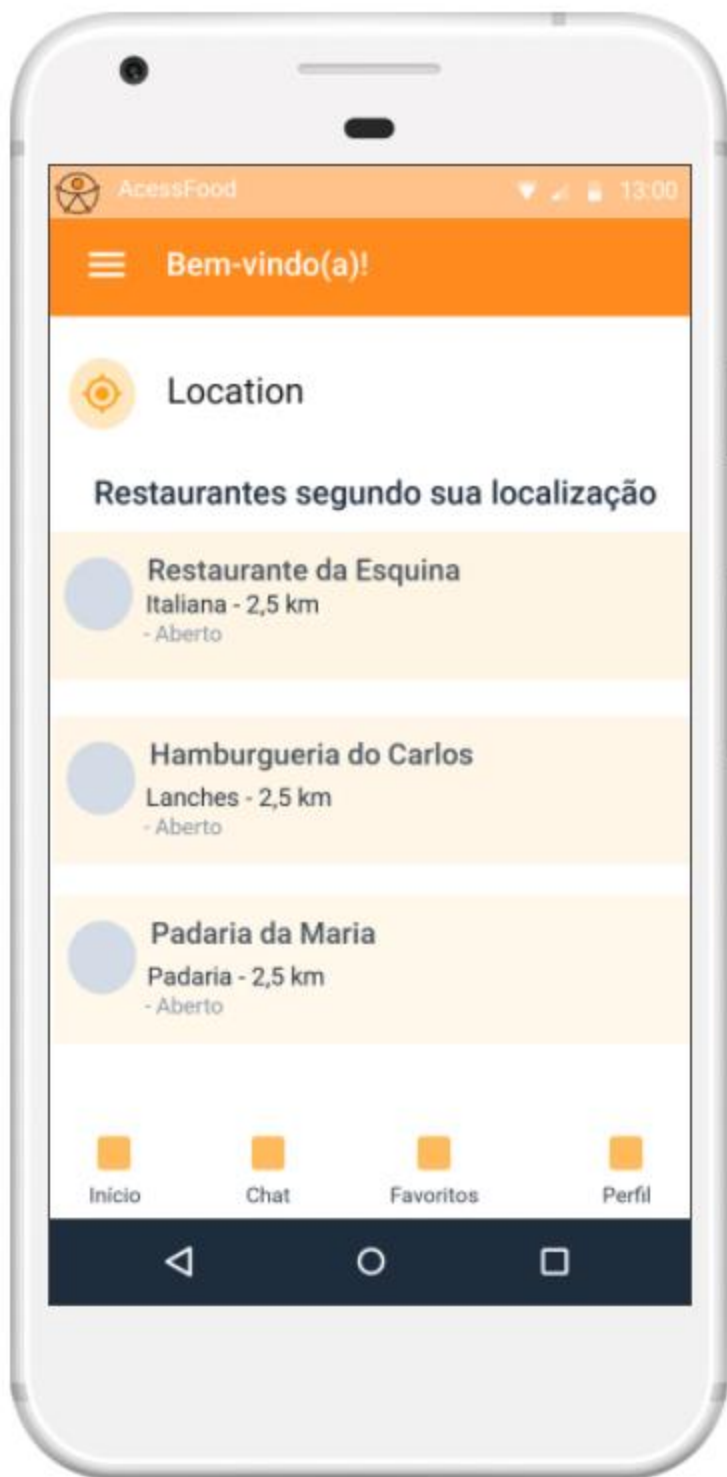 AcessFood 13:00
Bem-vindo(a)!
Location
Restaurantes segundo sua localização
Restaurante da Esquina
Italiana - 2,5 km
- Aberto
Hamburgueria do Carlos
Lanches - 2,5 km
- Aberto
Padaria da Maria
Padaria - 2,5 km
- Aberto
Início Chat Favoritos Perfil